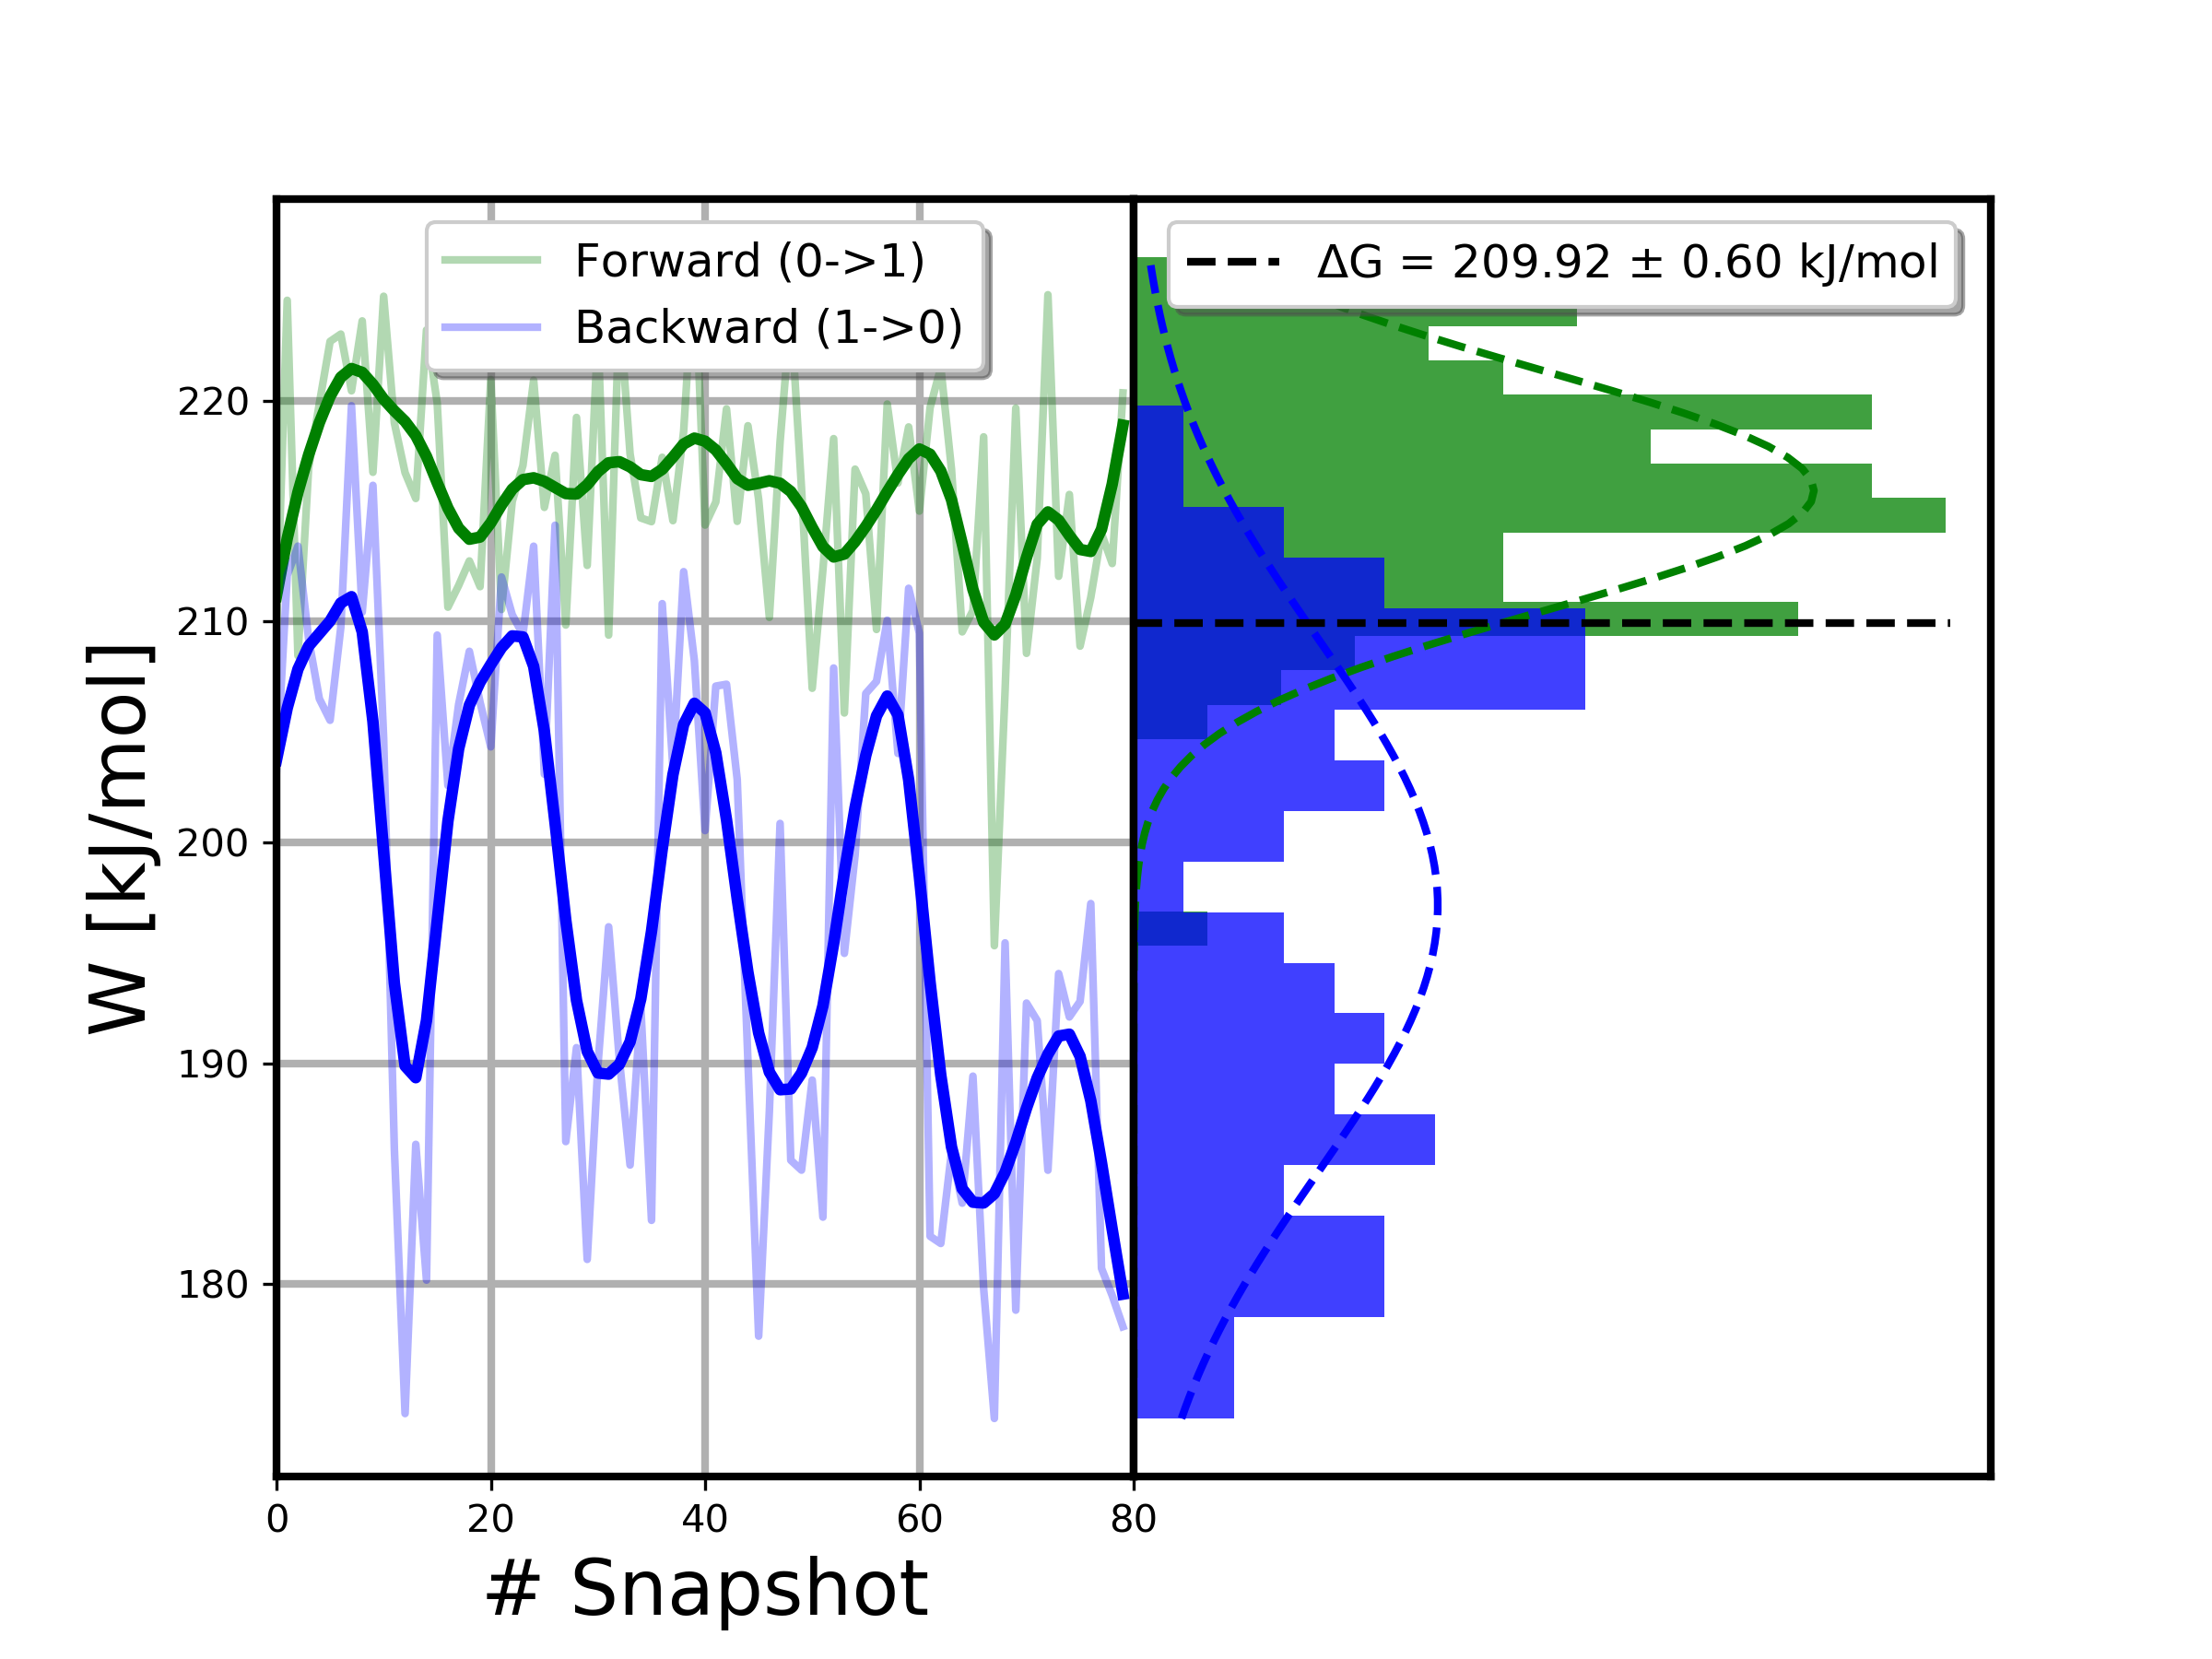 Forward (0->1)
Backward (1->0)
ΔG = 209.92 ± 0.60 kJ/mol
W [kJ/mol]
220
210
200
190
180
0 20 40 60 80
# Snapshot